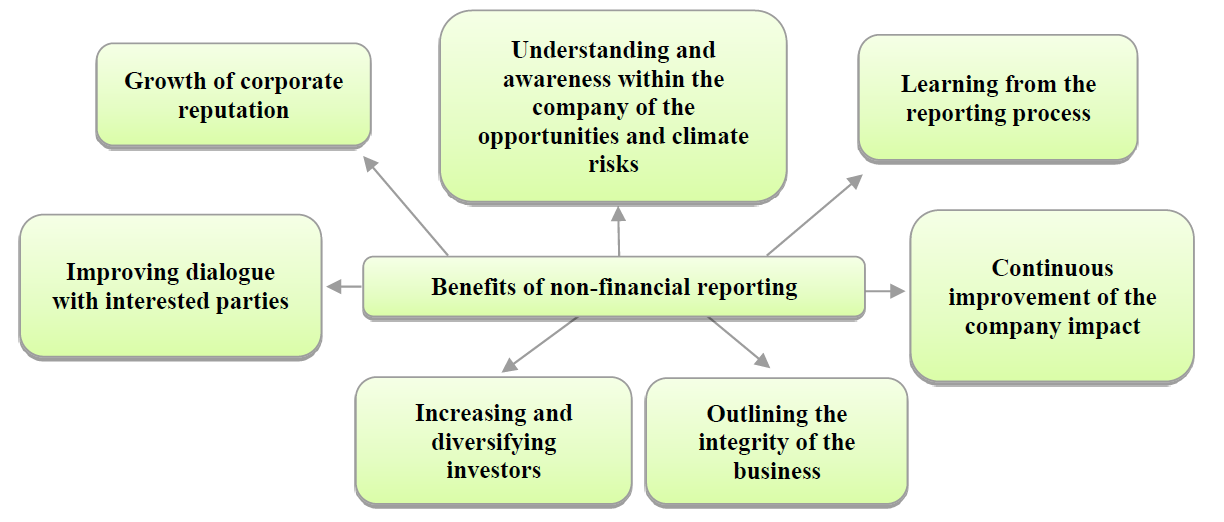 Growth of corporate
reputation
Understanding and
awareness within the
company of the
opportunities and climate
risks
Learning from the
reporting process
Improving dialogue
with interested parties
Benefits of non-financial reporting
Continuous
improvement of the
company impact
Increasing and
diversifying
investors
Outlining the
integrity of the
business